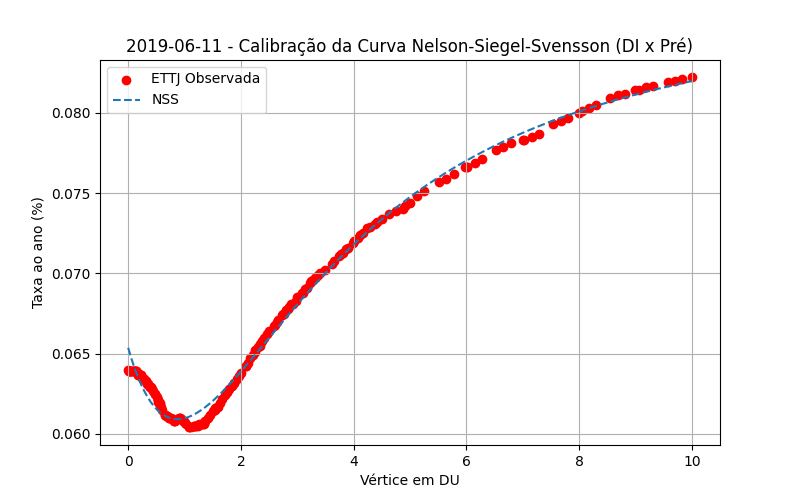 2019-06-11 - Calibração da Curva Nelson-Siegel-Svensson (DI x Pré)
ETTJ Observada
NSS
Taxa ao ano (%)
0.080
0.075
0.070
0.065
0.060
0 2 4 6 8 10
Vértice em DU